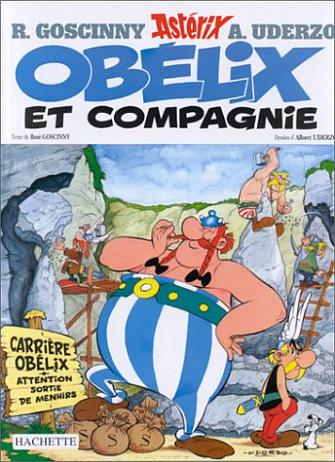 R. GOSCINNY Astérix A. UDERZO
OBÉLIX
ET COMPAGNIE
Texte de René GOSCINNY
Dessins d'Albert UDERZO
CARRIÈRE
OBÉLIX
ATTENTION
SORTIE
DE MENHIRS
S S S
HACHETTE
UDERZO